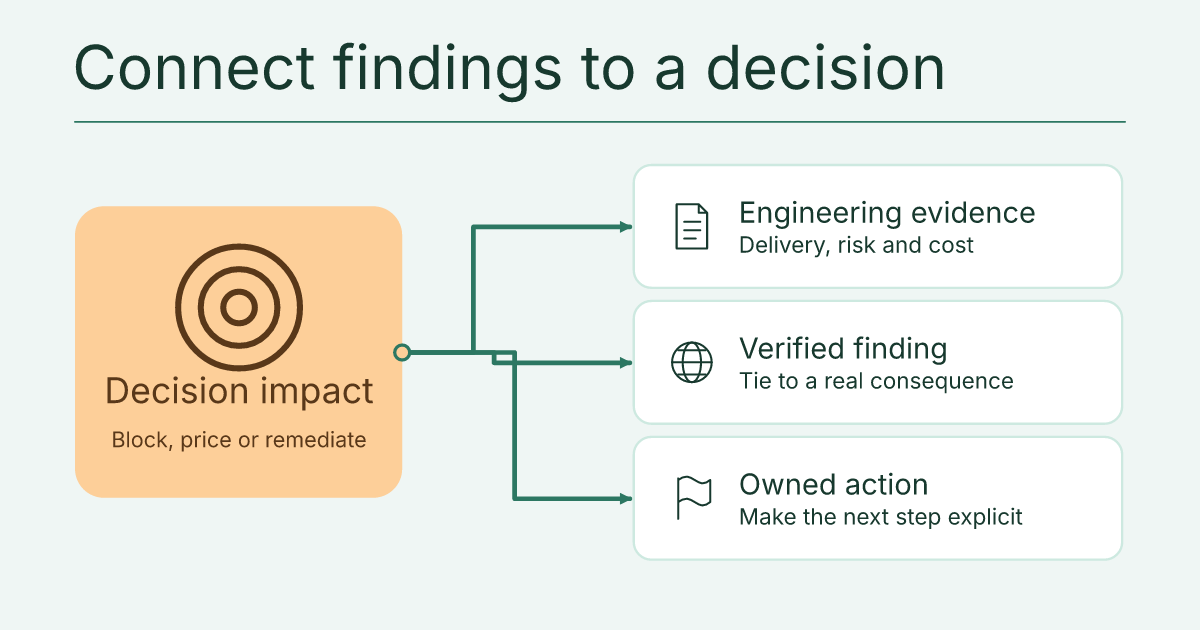 Connect findings to a decision
Decision impact
Block, price or remediate
Engineering evidence
Delivery, risk and cost
Verified finding
Tie to a real consequence
Owned action
Make the next step explicit